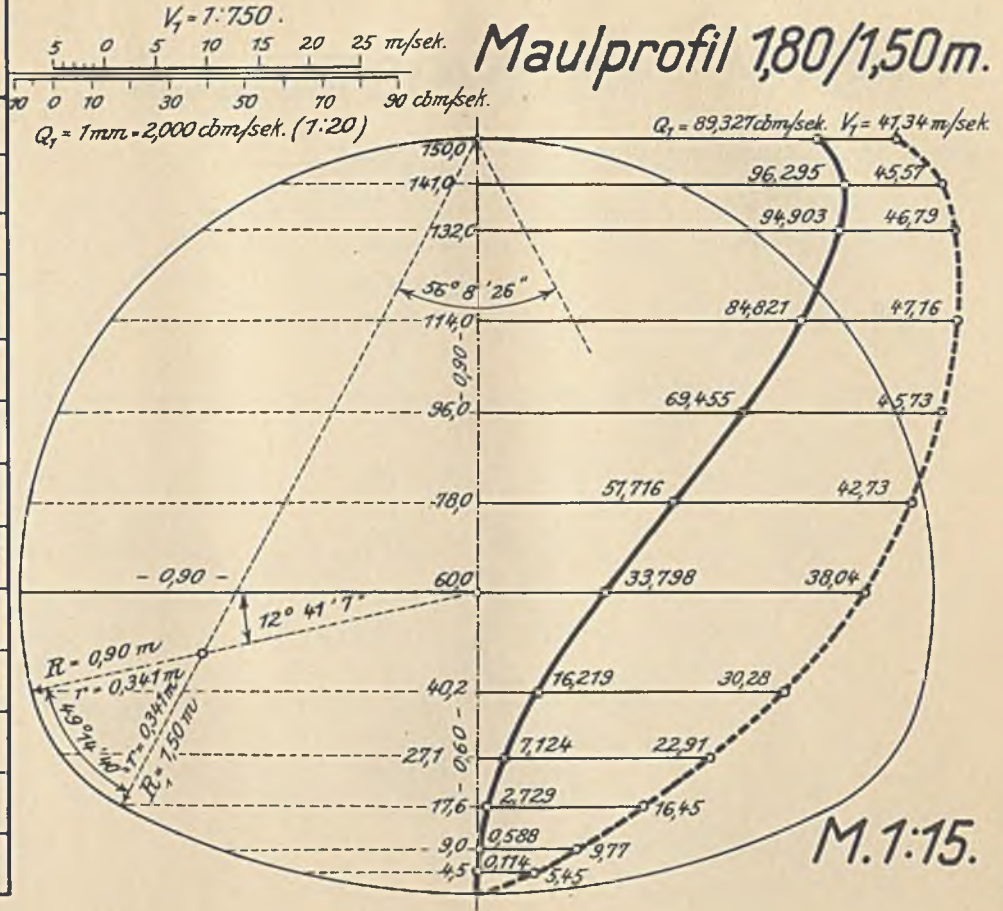 V₁ = 1:750.
5 0 5 10 15 20 25 m/sek.
10 0 10 30 50 70 90 cbm/sek.
Q₁ = 1mm = 2,000 cbm/sek. (1:20)
Maulprofil 1,80/1,50 m.
Q₁ = 89,327 cbm/sek. V₁ = 41,34 m/sek.
150,0
141,0 96,295 45,57
132,0 94,903 46,79
56° 8' 26"
114,0 84,821 47,16
- 0,90 -
96,0 69,455 45,73
78,0 51,716 42,73
- 0,90 - 60,0 33,798 38,04
12° 41' 7"
R = 0,90 m
r = 0,341 m 40,2 16,219 30,28
49° 14' 40"
r = 0,341 m
R₁ = 1,50 m
27,1 7,124 22,91
- 0,60 -
17,6 2,729 16,45
9,0 0,588 9,77
4,5 0,114 5,45
M. 1:15.